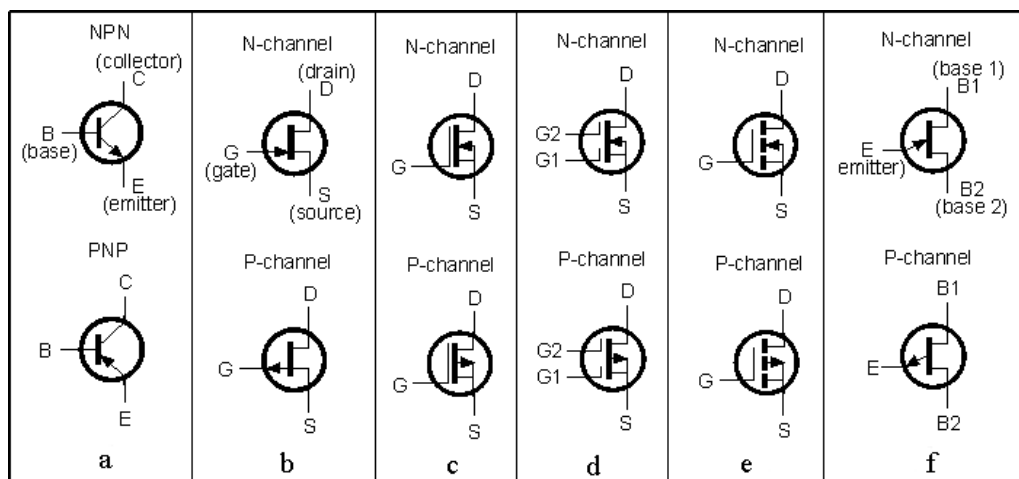 NPN
(collector)
C
B
(base)
E
(emitter)
PNP
C
B
E
a
N-channel
(drain)
D
G
(gate)
S
(source)
P-channel
D
G
S
b
N-channel
D
G
S
P-channel
D
G
S
c
N-channel
D
G2
G1
S
P-channel
D
G2
G1
S
d
N-channel
D
G
S
P-channel
D
G
S
e
N-channel
(base 1)
B1
E
emitter)
B2
(base 2)
P-channel
B1
E
B2
f